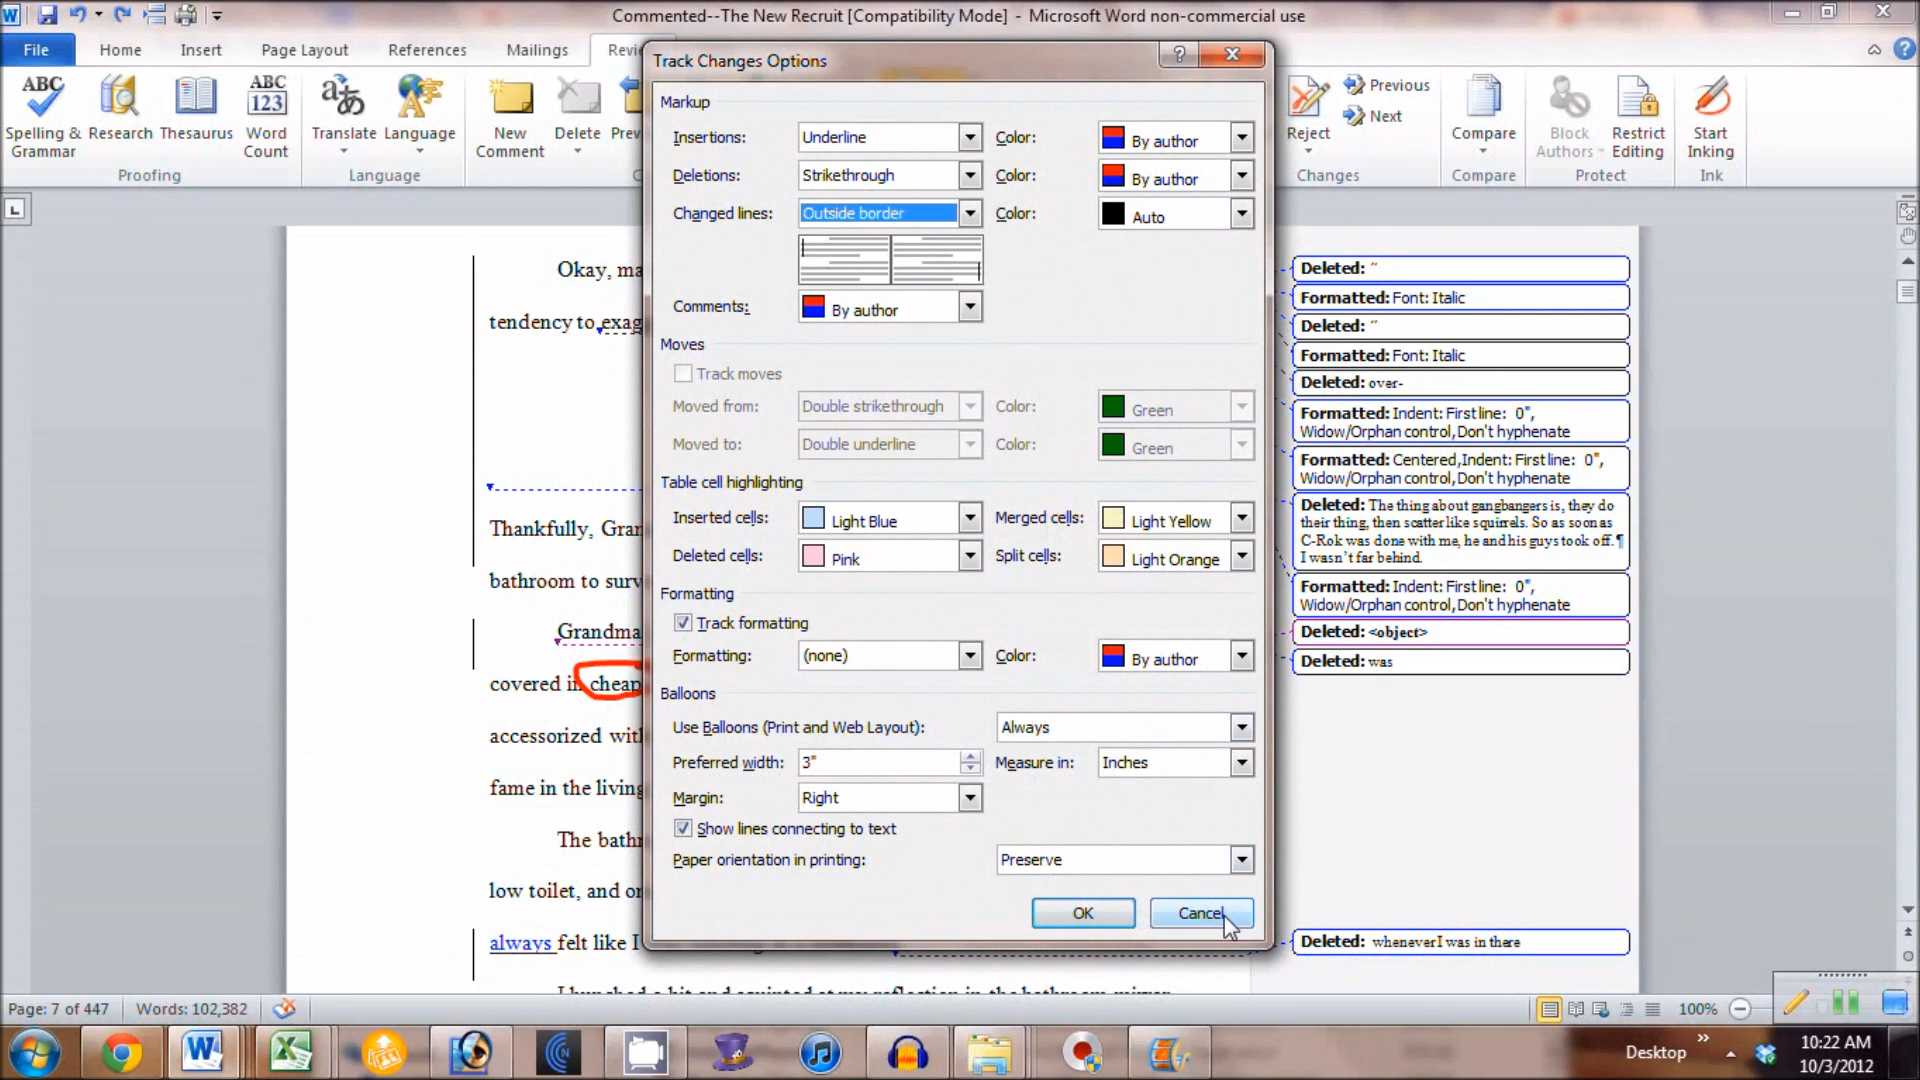 Commented--The New Recruit [Compatibility Mode] - Microsoft Word non-commercial use
File Home Insert Page Layout References Mailings
Track Changes Options
ABC
Spelling &
Grammar
Research
Thesaurus
ABC
123
Word
Count
Translate
Language
New
Comment
Delete
Reject
Previous
Next
Compare
Block
Authors
Restrict
Editing
Start
Inking
Proofing
Language
Changes
Compare
Protect
Ink
Markup
Insertions: Underline Color: By author
Deletions: Strikethrough Color: By author
Changed lines: Outside border Color: Auto
Comments: By author
Moves
Track moves
Moved from: Double strikethrough Color: Green
Moved to: Double underline Color: Green
Table cell highlighting
Inserted cells: Light Blue Merged cells: Light Yellow
Deleted cells: Pink Split cells: Light Orange
Formatting
Track formatting
Formatting: (none) Color: By author
Balloons
Use Balloons (Print and Web Layout): Always
Preferred width: 3" Measure in: Inches
Margin: Right
Show lines connecting to text
Paper orientation in printing: Preserve
OK Cancel
Okay,
tendency to
Thankfully,
bathroom to
Grandma
covered in cheap
accessorized
fame in the
The
low toilet, and
always felt like I
Deleted: "
Formatted: Font: Italic
Deleted: "
Formatted: Font: Italic
Deleted: over-
Formatted: Indent: First line: 0",
Widow/Orphan control, Don't hyphenate
Formatted: Centered, Indent: First line: 0",
Widow/Orphan control, Don't hyphenate
Deleted: The thing about gangbangers is, they do
their thing, then scatter like squirrels. So as soon as
C-Rok was done with me, he and his guys took off. ¶
I wasn't far behind.
Formatted: Indent: First line: 0",
Widow/Orphan control, Don't hyphenate
Deleted: <object>
Deleted: was
Deleted: whenever I was in there
Page: 7 of 447 Words: 102,382
100%
Desktop
10:22 AM
10/3/2012